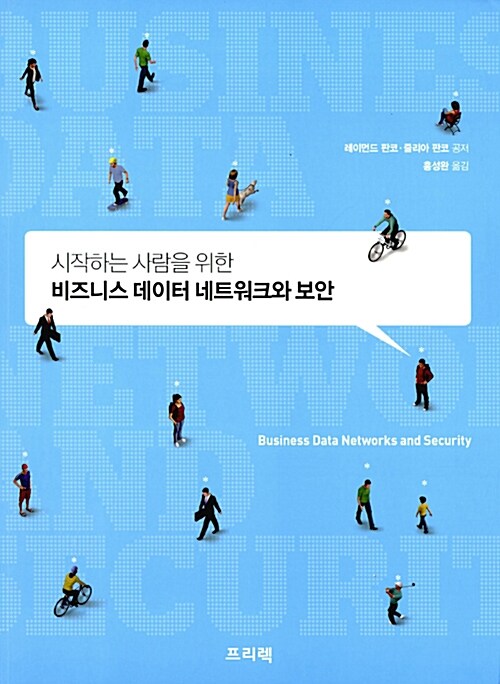 BUSINESS
DATA
레이먼드 판코·줄리아 판코 공저
홍성완 옮김
시작하는 사람을 위한
비즈니스 데이터 네트워크와 보안
NETWO
Business Data Networks and Security
AND
SECURIT
프리렉